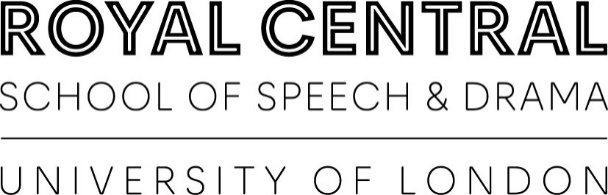 ROYAL CENTRAL
SCHOOL OF SPEECH & DRAMA
UNIVERSITY OF LONDON